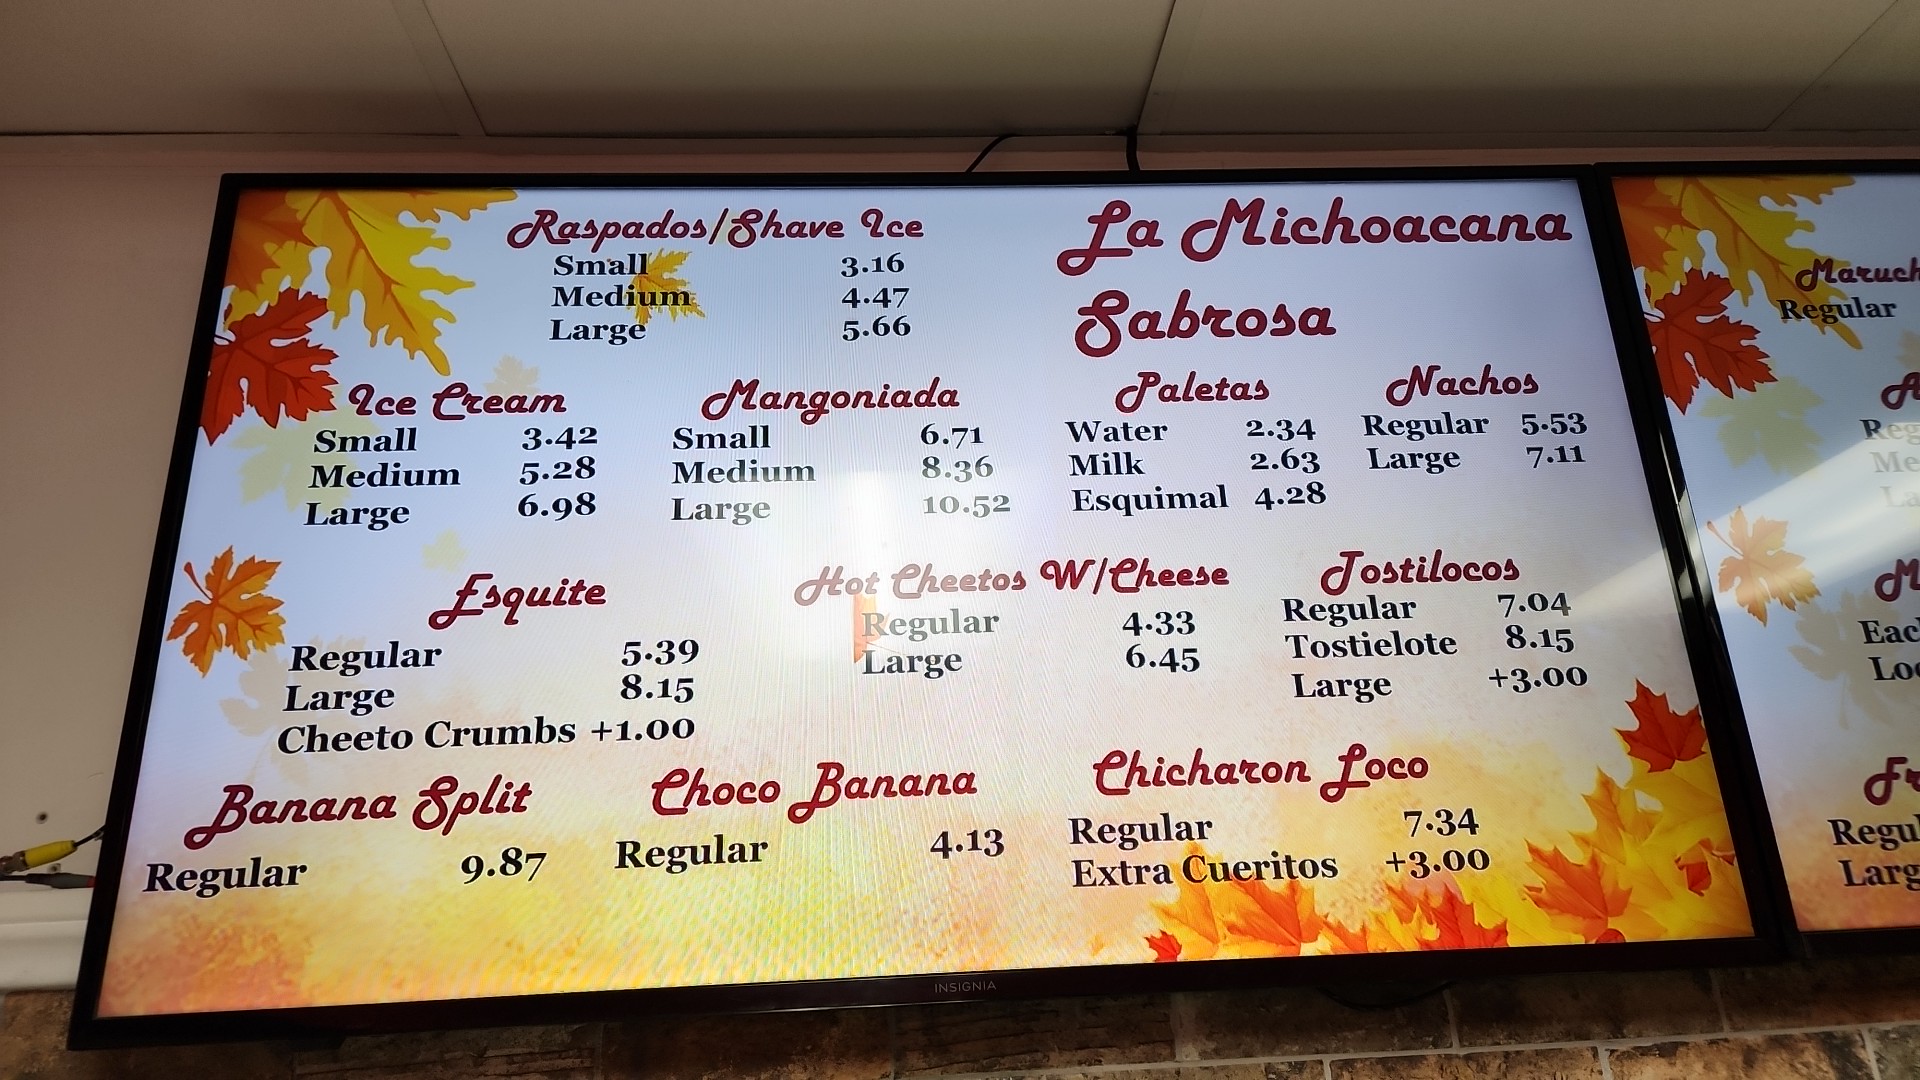 Raspados/Shave Ice
Small 3.16
Medium 4.47
Large 5.66
La Michoacana
Sabrosa
Ice Cream
Small 3.42
Medium 5.28
Large 6.98
Mangoniada
Small 6.71
Medium 8.36
Large 10.52
Paletas
Water 2.34
Milk 2.63
Esquimal 4.28
Nachos
Regular 5.53
Large 7.11
Esquite
Regular 5.39
Large 8.15
Cheeto Crumbs +1.00
Hot Cheetos W/Cheese
Regular 4.33
Large 6.45
Tostilocos
Regular 7.04
Tostielote 8.15
Large +3.00
Banana Split
Regular 9.87
Choco Banana
Regular 4.13
Chicharon Loco
Regular 7.34
Extra Cueritos +3.00
INSIGNIA
Regular